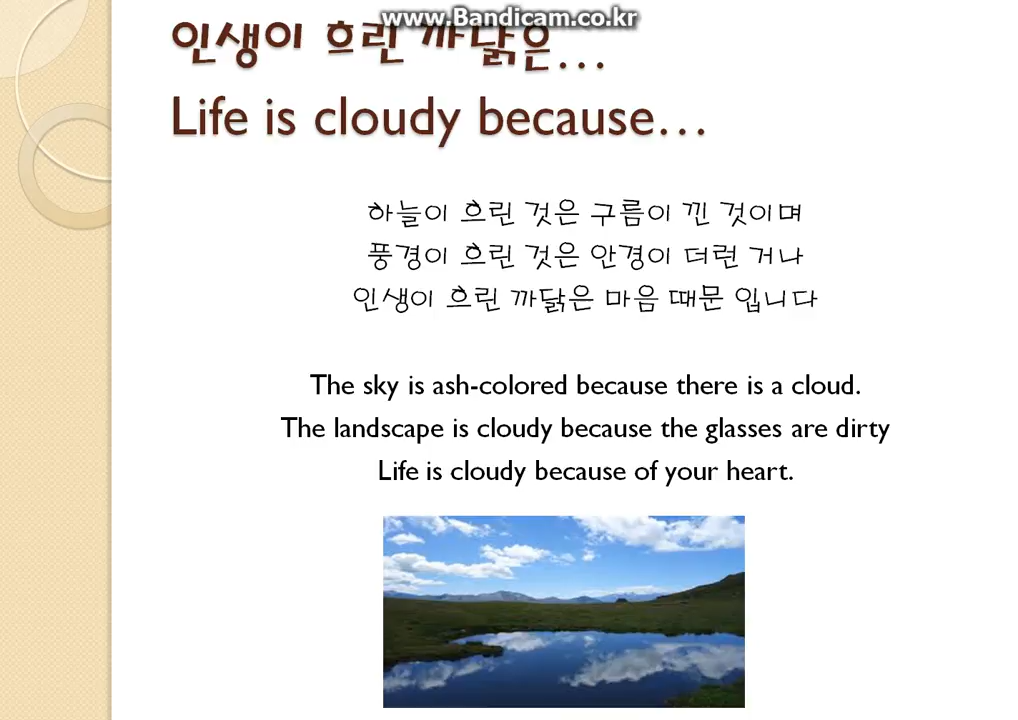 www.Bandicam.co.kr
인생이 흐린 까닭은...
Life is cloudy because...
하늘이 흐린 것은 구름이 낀 것이며
풍경이 흐린 것은 안경이 더런 거나
인생이 흐린 까닭은 마음 때문 입니다
The sky is ash-colored because there is a cloud.
The landscape is cloudy because the glasses are dirty
Life is cloudy because of your heart.